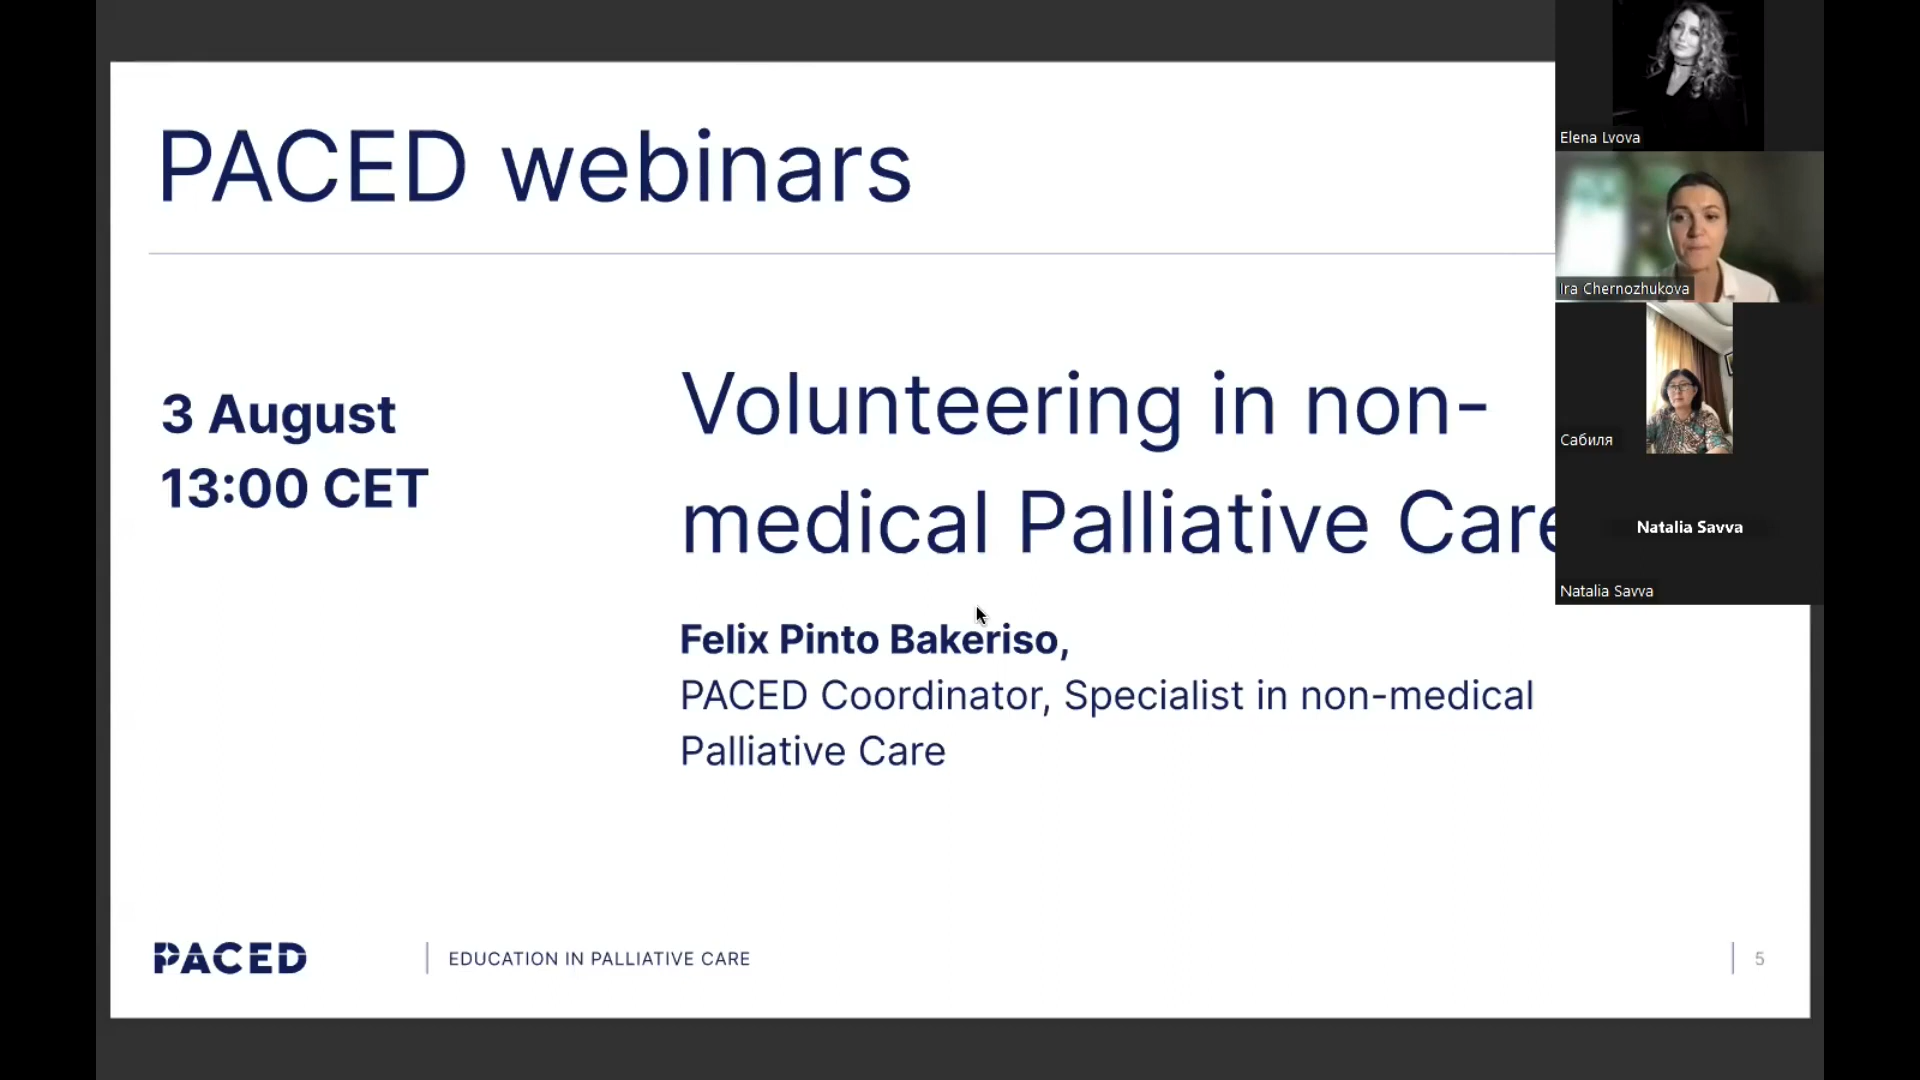 PACED webinars
3 August
13:00 CET
Volunteering in non-
medical Palliative Care
Felix Pinto Bakeriso,
PACED Coordinator, Specialist in non-medical
Palliative Care
PACED
EDUCATION IN PALLIATIVE CARE
5
Elena Lvova
Ira Chernozhukova
Сабиля
Natalia Savva
Natalia Savva